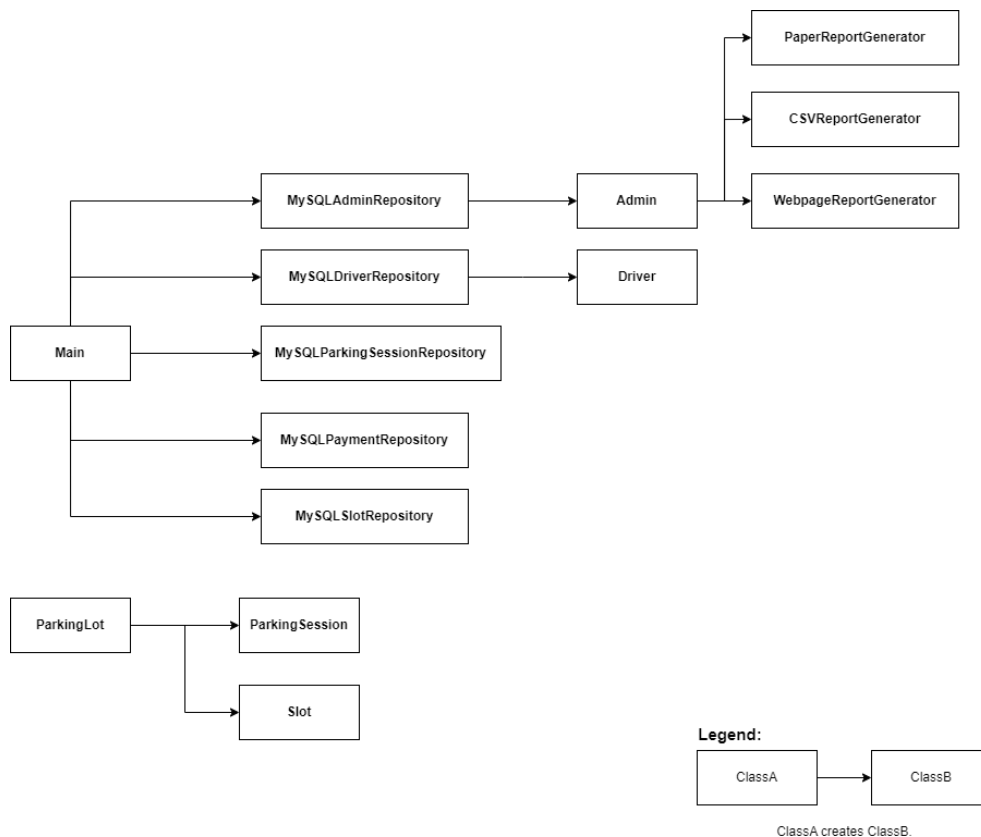 PaperReportGenerator
CSVReportGenerator
MySQLAdminRepository
Admin
WebpageReportGenerator
MySQLDriverRepository
Driver
Main
MySQLParkingSessionRepository
MySQLPaymentRepository
MySQLSlotRepository
ParkingLot
ParkingSession
Slot
Legend:
ClassA
ClassB
ClassA creates ClassB.